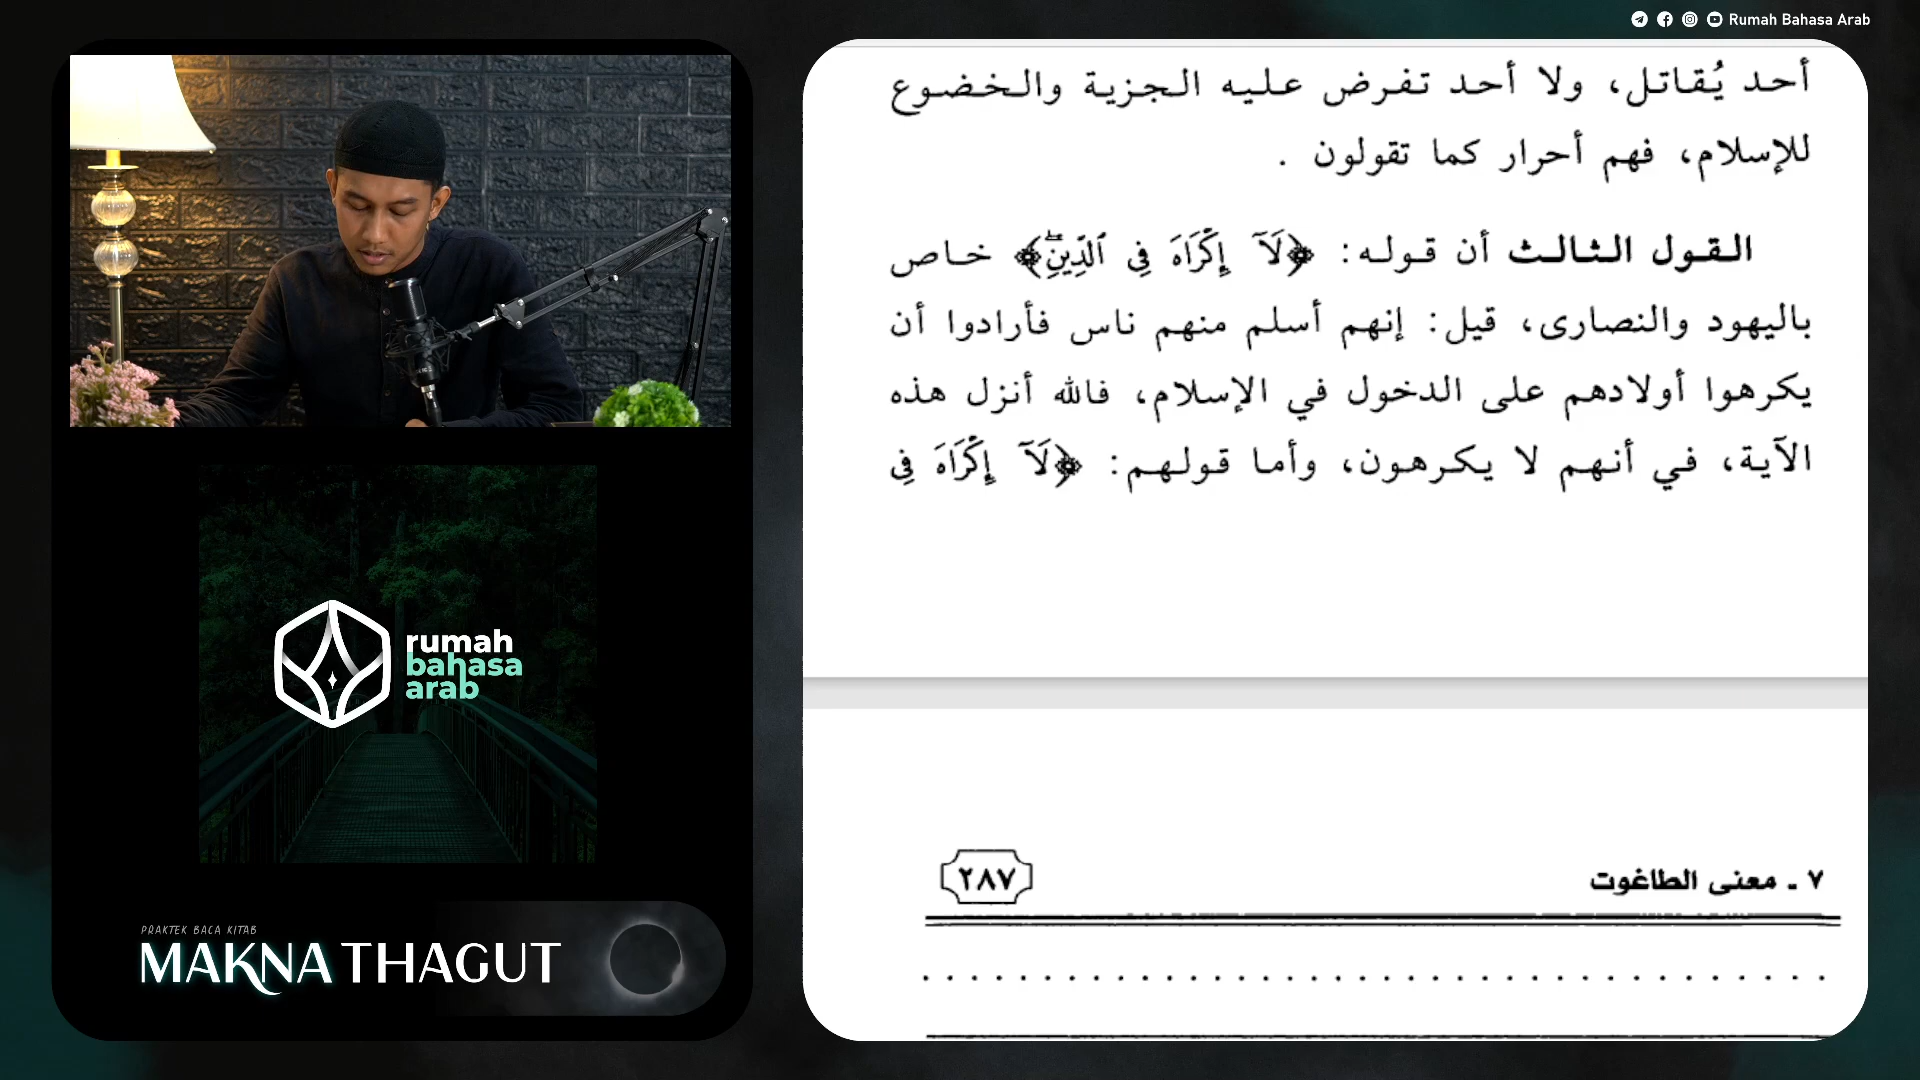 Rumah Bahasa Arab
أحد يُقاتل، ولا أحد تفرض عليه الجزية والخضوع
للإسلام، فهم أحرار كما تقولون .
القول الثالث أن قوله: ﴿لَآ إِكْرَاهَ فِى ٱلدِّينِۖ﴾ خاص
باليهود والنصارى، قيل: إنهم أسلم منهم ناس فأرادوا أن
يكرهوا أولادهم على الدخول في الإسلام، فالله أنزل هذه
الآية، في أنهم لا يكرهون، وأما قولهم: ﴿لَآ إِكْرَاهَ فِى
٧ ـ معنى الطاغوت
٢٨٧
rumah
bahasa
arab
PRAKTEK BACA KITAB
MAKNA THAGUT